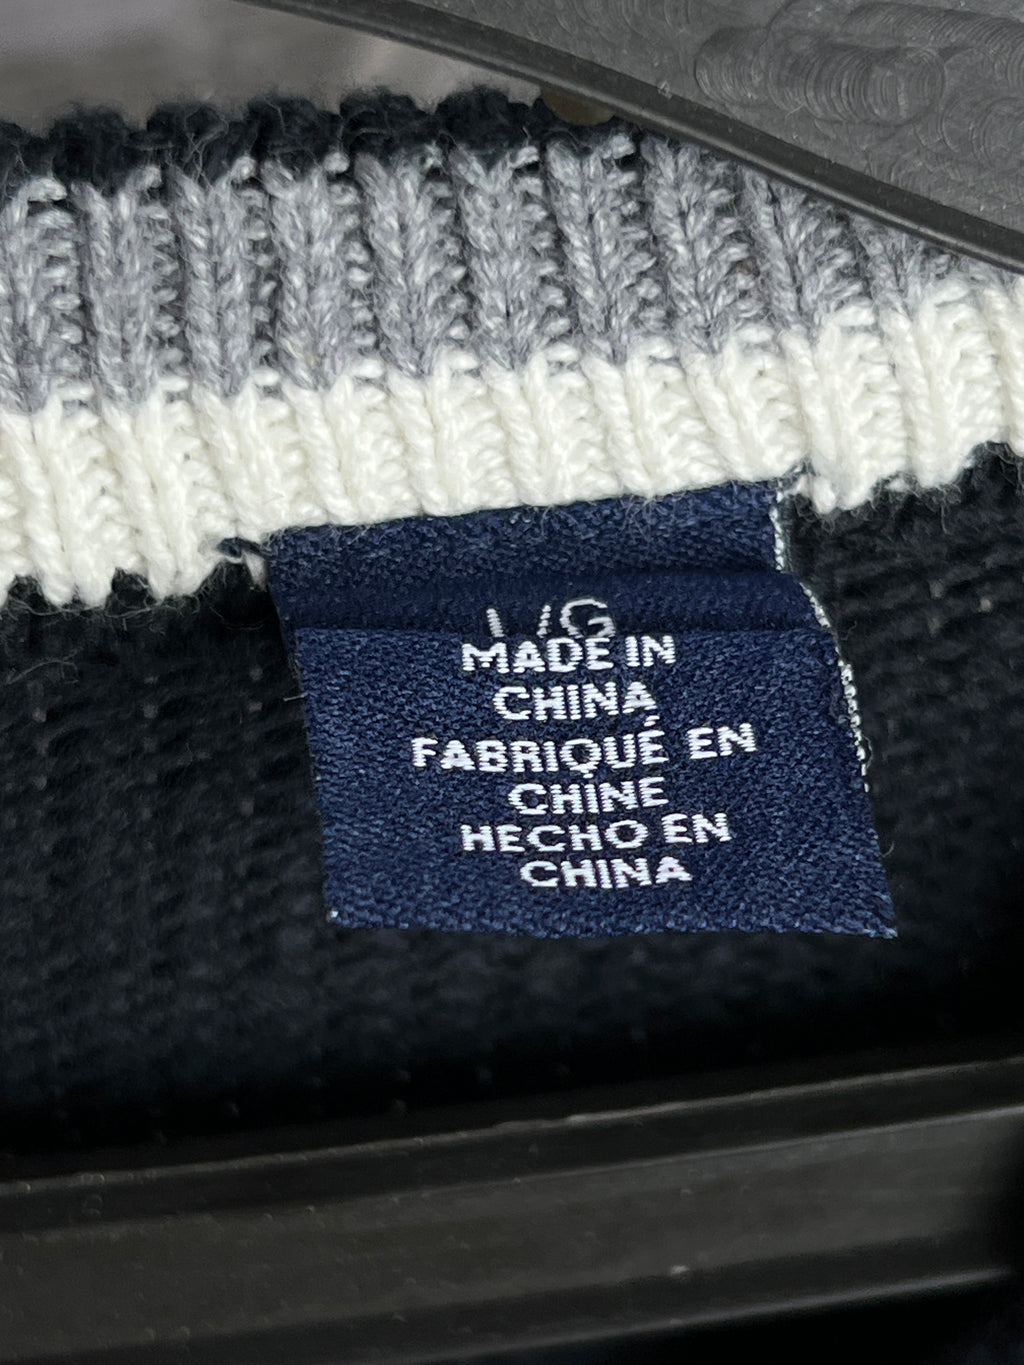 L/G
MADE IN
CHINA
FABRIQUÉ EN
CHINE
HECHO EN
CHINA